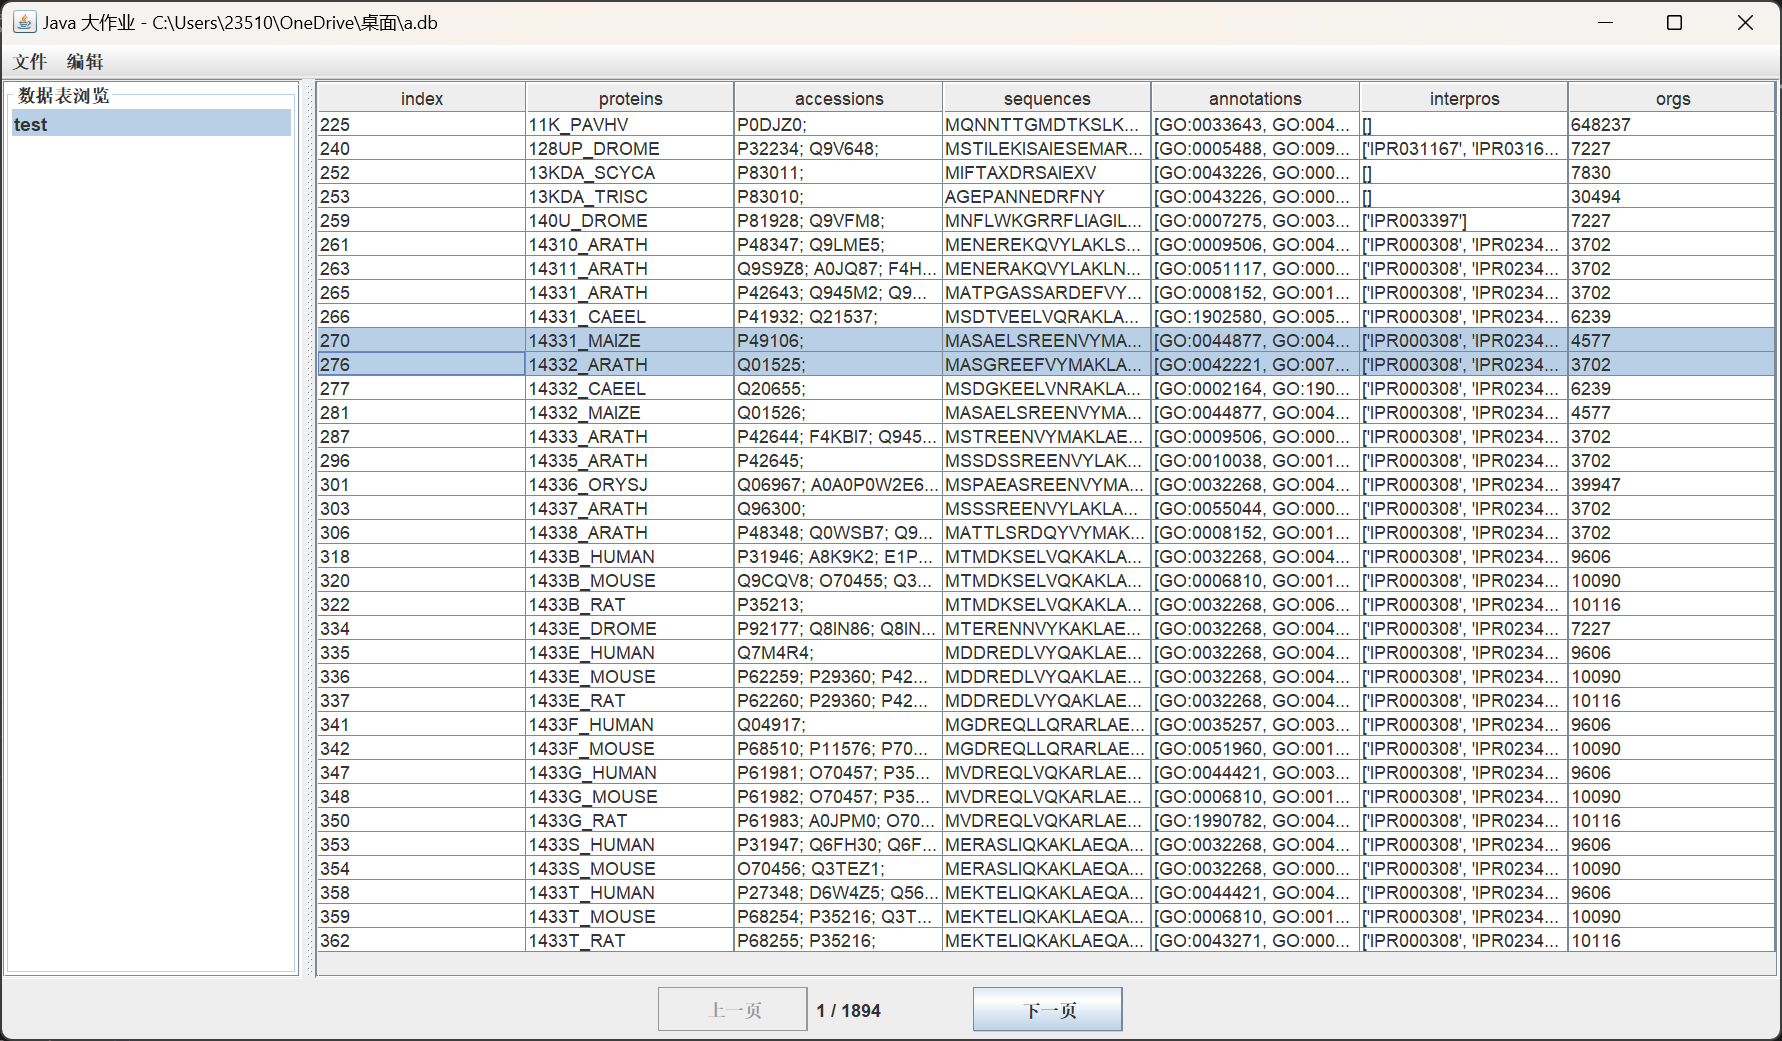 Java 大作业 - C:\Users\23510\OneDrive\桌面\a.db
文件 编辑
数据表浏览
test
index proteins accessions sequences annotations interpros orgs
225 11K_PAVHV P0DJZ0; MQNNTTGMDTKSLK... [GO:0033643, GO:004... [] 648237
240 128UP_DROME P32234; Q9V648; MSTILEKISAIESEMAR... [GO:0005488, GO:009... ['IPR031167', 'IPR0316... 7227
252 13KDA_SCYCA P83011; MIFTAXDRSAIEXV [GO:0043226, GO:000... [] 7830
253 13KDA_TRISC P83010; AGEPANNEDRFNY [GO:0043226, GO:000... [] 30494
259 140U_DROME P81928; Q9VFM8; MNFLWKGRRFLIAGIL... [GO:0007275, GO:003... ['IPR003397'] 7227
261 14310_ARATH P48347; Q9LME5; MENEREKQVYLAKLS... [GO:0009506, GO:004... ['IPR000308', 'IPR0234... 3702
263 14311_ARATH Q9S9Z8; A0JQ87; F4H... MENERAKQVYLAKLN... [GO:0051117, GO:000... ['IPR000308', 'IPR0234... 3702
265 14331_ARATH P42643; Q945M2; Q9... MATPGASSARDEFVY... [GO:0008152, GO:001... ['IPR000308', 'IPR0234... 3702
266 14331_CAEEL P41932; Q21537; MSDTVEELVQRAKLA... [GO:1902580, GO:005... ['IPR000308', 'IPR0234... 6239
270 14331_MAIZE P49106; MASAELSREENVYMA... [GO:0044877, GO:004... ['IPR000308', 'IPR0234... 4577
276 14332_ARATH Q01525; MASGREEFVYMAKLA... [GO:0042221, GO:007... ['IPR000308', 'IPR0234... 3702
277 14332_CAEEL Q20655; MSDGKEELVNRAKLA... [GO:0002164, GO:190... ['IPR000308', 'IPR0234... 6239
281 14332_MAIZE Q01526; MASAELSREENVYMA... [GO:0044877, GO:004... ['IPR000308', 'IPR0234... 4577
287 14333_ARATH P42644; F4KBI7; Q945... MSTREENVYMAKLAE... [GO:0009506, GO:000... ['IPR000308', 'IPR0234... 3702
296 14335_ARATH P42645; MSSDSSREENVYLAK... [GO:0010038, GO:001... ['IPR000308', 'IPR0234... 3702
301 14336_ORYSJ Q06967; A0A0P0W2E6... MSPAEASREENVYMA... [GO:0032268, GO:004... ['IPR000308', 'IPR0234... 39947
303 14337_ARATH Q96300; MSSSREENVYLAKLA... [GO:0055044, GO:000... ['IPR000308', 'IPR0234... 3702
306 14338_ARATH P48348; Q0WSB7; Q9... MATTLSRDQYVYMAK... [GO:0008152, GO:001... ['IPR000308', 'IPR0234... 3702
318 1433B_HUMAN P31946; A8K9K2; E1P... MTMDKSELVQKAKLA... [GO:0032268, GO:004... ['IPR000308', 'IPR0234... 9606
320 1433B_MOUSE Q9CQV8; O70455; Q3... MTMDKSELVQKAKLA... [GO:0006810, GO:001... ['IPR000308', 'IPR0234... 10090
322 1433B_RAT P35213; MTMDKSELVQKAKLA... [GO:0032268, GO:006... ['IPR000308', 'IPR0234... 10116
334 1433E_DROME P92177; Q8IN86; Q8IN... MTERENNVYKAKLAE... [GO:0032268, GO:004... ['IPR000308', 'IPR0234... 7227
335 1433E_HUMAN Q7M4R4; MDDREDLVYQAKLAE... [GO:0032268, GO:004... ['IPR000308', 'IPR0234... 9606
336 1433E_MOUSE P62259; P29360; P42... MDDREDLVYQAKLAE... [GO:0032268, GO:004... ['IPR000308', 'IPR0234... 10090
337 1433E_RAT P62260; P29360; P42... MDDREDLVYQAKLAE... [GO:0032268, GO:004... ['IPR000308', 'IPR0234... 10116
341 1433F_HUMAN Q04917; MGDREQLLQRARLAE... [GO:0035257, GO:003... ['IPR000308', 'IPR0234... 9606
342 1433F_MOUSE P68510; P11576; P70... MGDREQLLQRARLAE... [GO:0051960, GO:001... ['IPR000308', 'IPR0234... 10090
347 1433G_HUMAN P61981; O70457; P35... MVDREQLVQKARLAE... [GO:0044421, GO:003... ['IPR000308', 'IPR0234... 9606
348 1433G_MOUSE P61982; O70457; P35... MVDREQLVQKARLAE... [GO:0006810, GO:001... ['IPR000308', 'IPR0234... 10090
350 1433G_RAT P61983; A0JPM0; O70... MVDREQLVQKARLAE... [GO:1990782, GO:004... ['IPR000308', 'IPR0234... 10116
353 1433S_HUMAN P31947; Q6FH30; Q6F... MERASLIQKAKLAEQA... [GO:0032268, GO:004... ['IPR000308', 'IPR0234... 9606
354 1433S_MOUSE O70456; Q3TEZ1; MERASLIQKAKLAEQA... [GO:0032268, GO:000... ['IPR000308', 'IPR0234... 10090
358 1433T_HUMAN P27348; D6W4Z5; Q56... MEKTELIQKAKLAEQA... [GO:0044421, GO:004... ['IPR000308', 'IPR0234... 9606
359 1433T_MOUSE P68254; P35216; Q3T... MEKTELIQKAKLAEQA... [GO:0006810, GO:001... ['IPR000308', 'IPR0234... 10090
362 1433T_RAT P68255; P35216; MEKTELIQKAKLAEQA... [GO:0043271, GO:000... ['IPR000308', 'IPR0234... 10116
上一页 1 / 1894 下一页